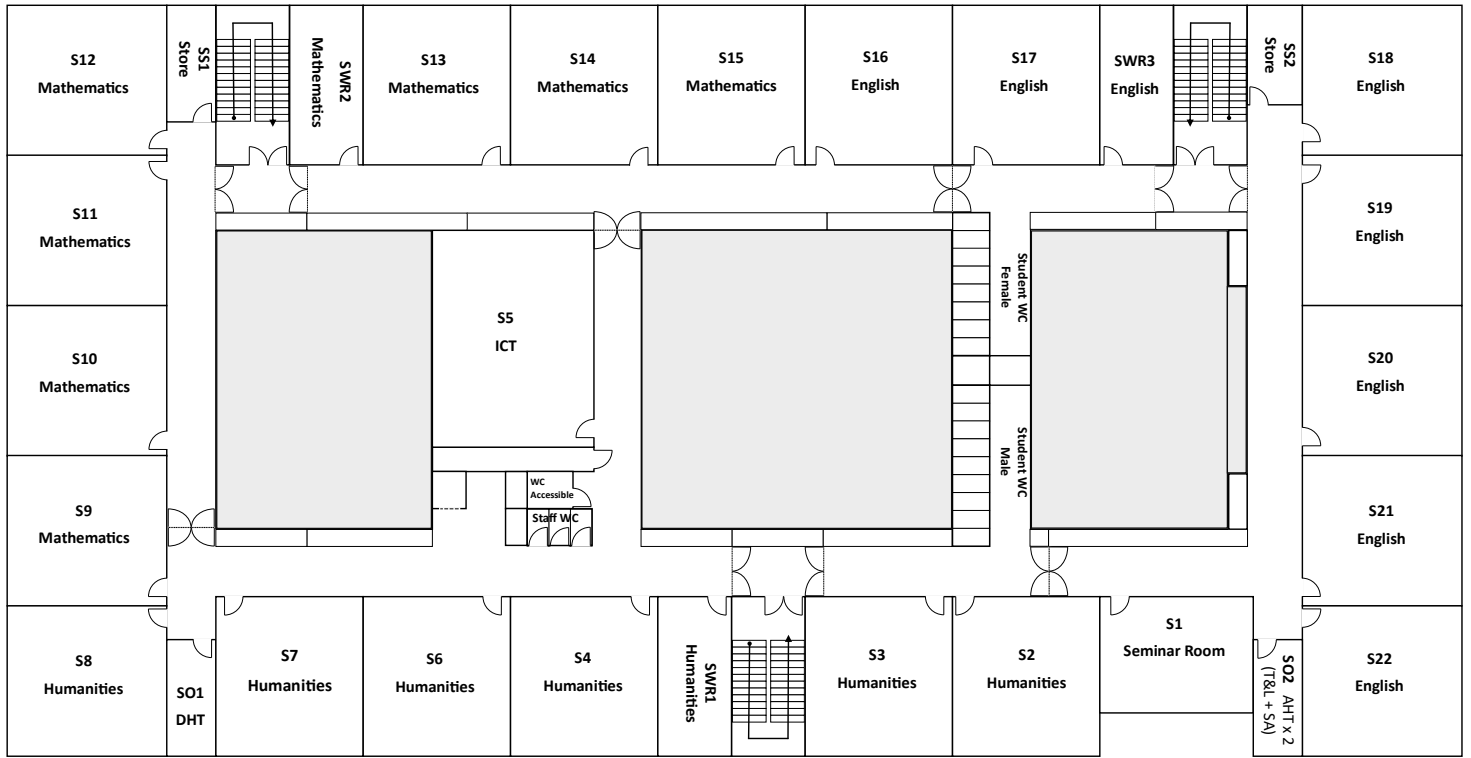 S12
Mathematics
SS1
Store
SWR2
Mathematics
S13
Mathematics
S14
Mathematics
S15
Mathematics
S16
English
S17
English
SWR3
English
SS2
Store
S18
English
S11
Mathematics
S19
English
S5
ICT
Student WC
Female
S10
Mathematics
S20
English
Student WC
Male
WC
Accessible
Staff WC
S9
Mathematics
S21
English
S8
Humanities
SO1
DHT
S7
Humanities
S6
Humanities
S4
Humanities
SWR1
Humanities
S3
Humanities
S2
Humanities
S1
Seminar Room
SO2 AHT x 2
(T&L + SA)
S22
English